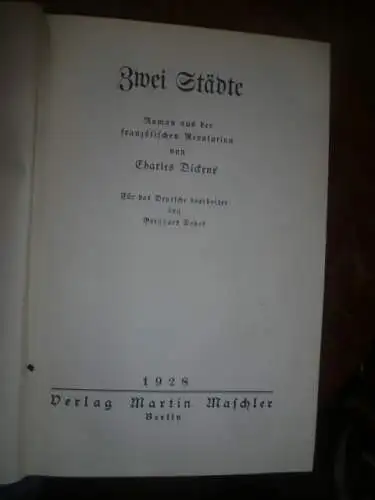 Zwei Städte
Roman aus der
französischen Revolution
von
Charles Dickens
Für das Deutsche bearbeitet
von
1928
Verlag Martin Maschler
Berlin